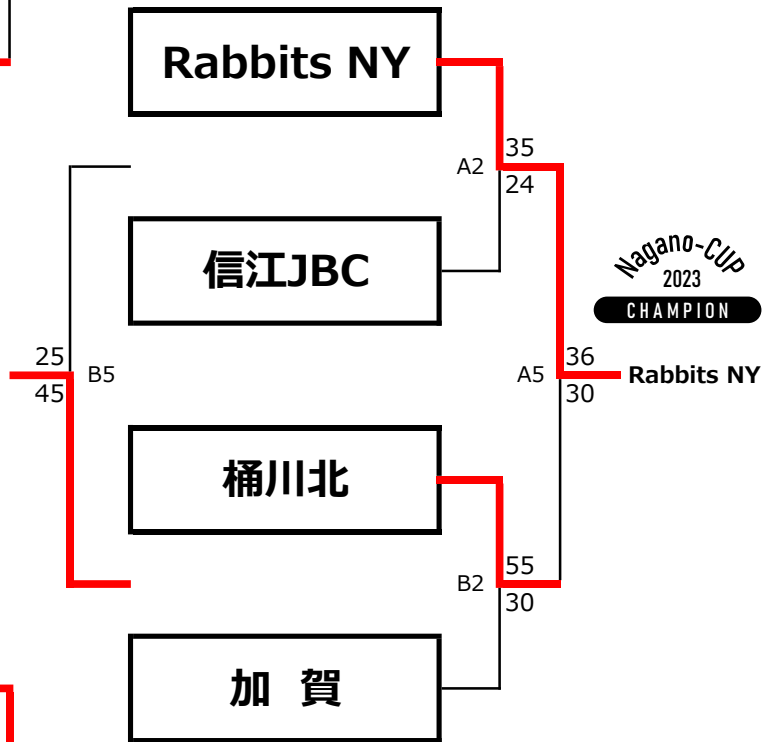 Rabbits NY
35
A2
24
信江JBC
Nagano-CUP
2023
CHAMPION
25
B5
45
36
A5
Rabbits NY
30
桶川北
55
B2
30
加 賀